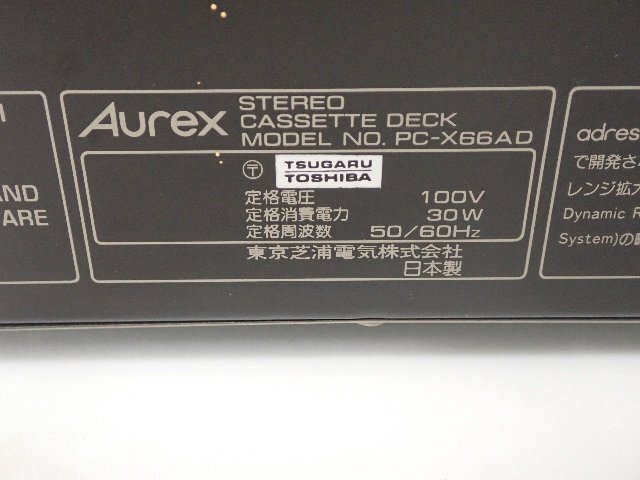 AND
ARE
Aurex
STEREO
CASSETTE DECK
MODEL NO. PC-X66AD
〒
TSUGARU
TOSHIBA
定格電圧 100V
定格消費電力 30W
定格周波数 50/60Hz
東京芝浦電気株式会社
日本製
adres
で開発さ
レンジ拡
Dynamic R
System)の